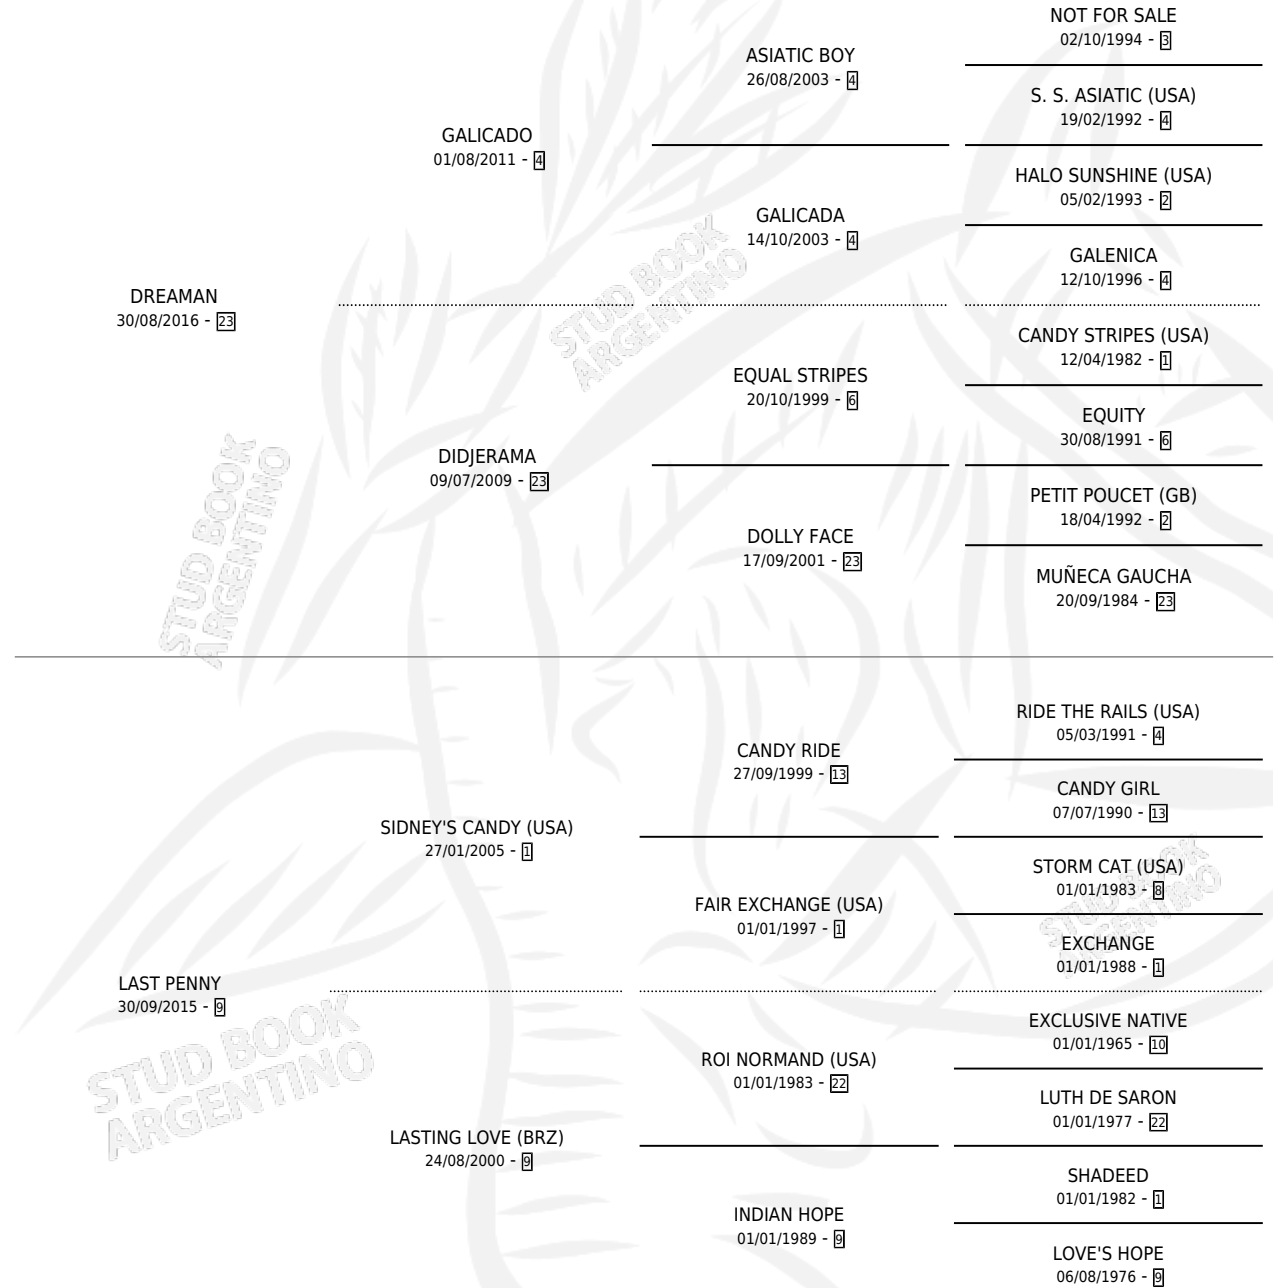 NOT FOR SALE
02/10/1994 - 3
ASIATIC BOY
26/08/2003 - 4
S. S. ASIATIC (USA)
19/02/1992 - 4
GALICADO
01/08/2011 - 4
HALO SUNSHINE (USA)
05/02/1993 - 2
GALICADA
14/10/2003 - 4
GALENICA
12/10/1996 - 4
DREAMAN
30/08/2016 - 23
CANDY STRIPES (USA)
12/04/1982 - 1
EQUAL STRIPES
20/10/1999 - 6
EQUITY
30/08/1991 - 6
DIDJERAMA
09/07/2009 - 23
PETIT POUCET (GB)
18/04/1992 - 2
DOLLY FACE
17/09/2001 - 23
MUÑECA GAUCHA
20/09/1984 - 23
RIDE THE RAILS (USA)
05/03/1991 - 4
CANDY RIDE
27/09/1999 - 13
CANDY GIRL
07/07/1990 - 13
SIDNEY'S CANDY (USA)
27/01/2005 - 1
STORM CAT (USA)
01/01/1983 - 8
FAIR EXCHANGE (USA)
01/01/1997 - 1
EXCHANGE
01/01/1988 - 1
LAST PENNY
30/09/2015 - 9
EXCLUSIVE NATIVE
01/01/1965 - 10
ROI NORMAND (USA)
01/01/1983 - 22
LUTH DE SARON
01/01/1977 - 22
LASTING LOVE (BRZ)
24/08/2000 - 9
SHADEED
01/01/1982 - 1
INDIAN HOPE
01/01/1989 - 9
LOVE'S HOPE
06/08/1976 - 9
STUD BOOK
ARGENTINO
STUD BOOK
ARGENTINO
STUD BOOK
ARGENTINO
STUD BOOK
ARGENTINO